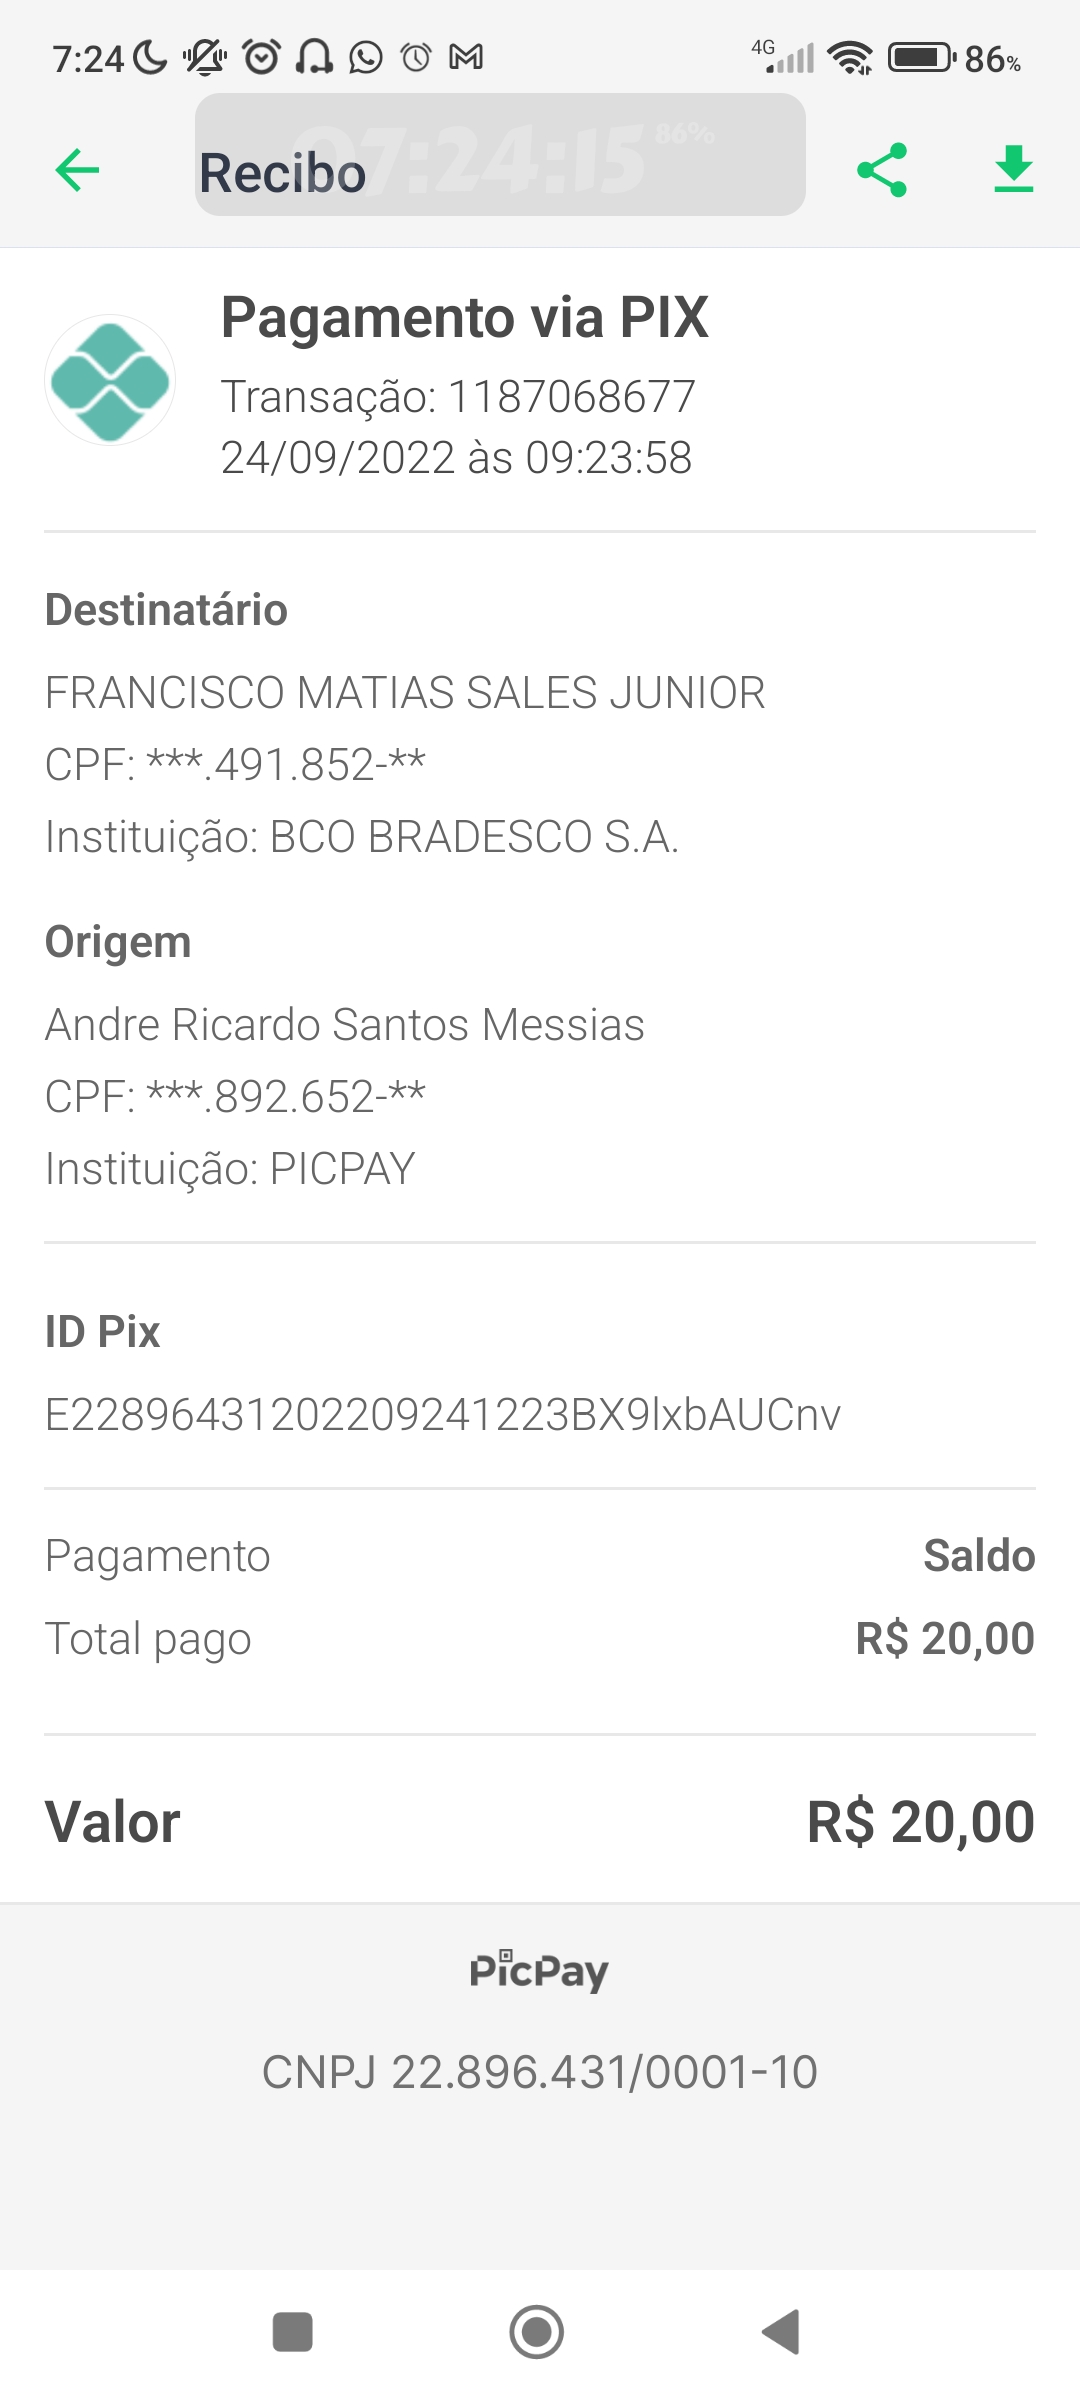 7:24
4G
86%
07:24:15 86%
Recibo
Pagamento via PIX
Transação: 1187068677
24/09/2022 às 09:23:58
Destinatário
FRANCISCO MATIAS SALES JUNIOR
CPF: ***.491.852-**
Instituição: BCO BRADESCO S.A.
Origem
Andre Ricardo Santos Messias
CPF: ***.892.652-**
Instituição: PICPAY
ID Pix
E22896431202209241223BX9lxbAUCnv
Pagamento Saldo
Total pago R$ 20,00
Valor R$ 20,00
PicPay
CNPJ 22.896.431/0001-10